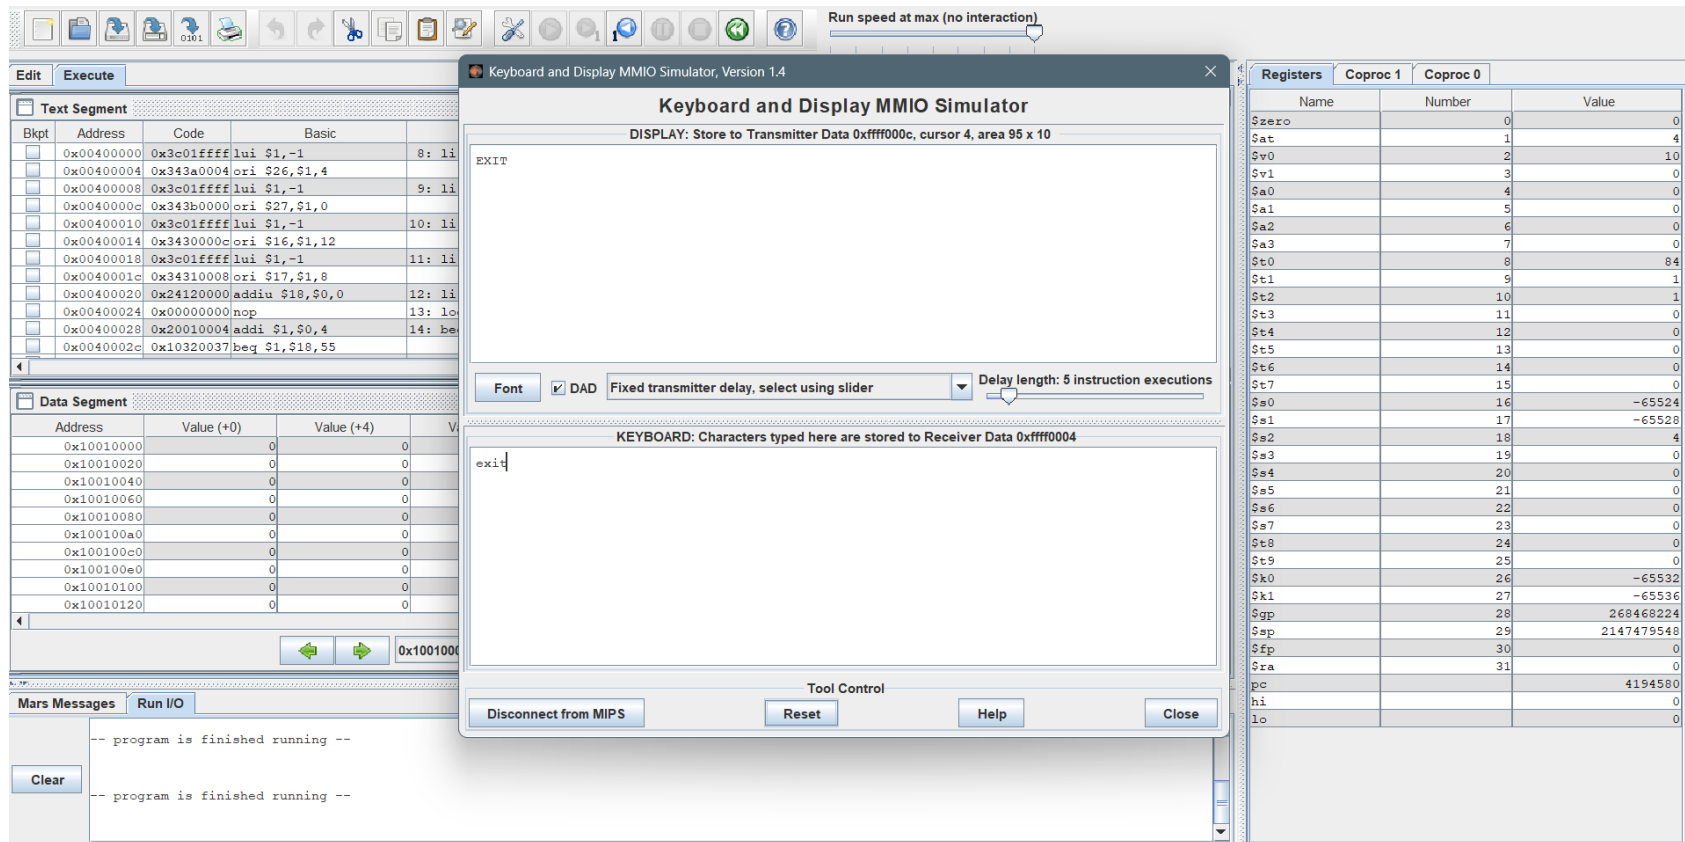 Run speed at max (no interaction)
0101
1
1
Edit Execute
Text Segment
Bkpt Address Code Basic
0x00400000 0x3c01ffff lui $1,-1 8: li
0x00400004 0x343a0004 ori $26,$1,4
0x00400008 0x3c01ffff lui $1,-1 9: li
0x0040000c 0x343b0000 ori $27,$1,0
0x00400010 0x3c01ffff lui $1,-1 10: li
0x00400014 0x3430000c ori $16,$1,12
0x00400018 0x3c01ffff lui $1,-1 11: li
0x0040001c 0x34310008 ori $17,$1,8
0x00400020 0x24120000 addiu $18,$0,0 12: li
0x00400024 0x00000000 nop 13: lo
0x00400028 0x20010004 addi $1,$0,4 14: be
0x0040002c 0x10320037 beq $1,$18,55
Data Segment
Address Value (+0) Value (+4) V
0x10010000 0 0
0x10010020 0 0
0x10010040 0 0
0x10010060 0 0
0x10010080 0 0
0x100100a0 0 0
0x100100c0 0 0
0x100100e0 0 0
0x10010100 0 0
0x10010120 0 0
0x1001000
Mars Messages Run I/O
-- program is finished running --
Clear
-- program is finished running --
Keyboard and Display MMIO Simulator, Version 1.4
Keyboard and Display MMIO Simulator
DISPLAY: Store to Transmitter Data 0xffff000c, cursor 4, area 95 x 10
EXIT
Font DAD Fixed transmitter delay, select using slider Delay length: 5 instruction executions
KEYBOARD: Characters typed here are stored to Receiver Data 0xffff0004
exit
Tool Control
Disconnect from MIPS Reset Help Close
Registers Coproc 1 Coproc 0
Name Number Value
$zero 0 0
$at 1 4
$v0 2 10
$v1 3 0
$a0 4 0
$a1 5 0
$a2 6 0
$a3 7 0
$t0 8 84
$t1 9 1
$t2 10 1
$t3 11 0
$t4 12 0
$t5 13 0
$t6 14 0
$t7 15 0
$s0 16 -65524
$s1 17 -65528
$s2 18 4
$s3 19 0
$s4 20 0
$s5 21 0
$s6 22 0
$s7 23 0
$t8 24 0
$t9 25 0
$k0 26 -65532
$k1 27 -65536
$gp 28 268468224
$sp 29 2147479548
$fp 30 0
$ra 31 0
pc 4194580
hi 0
lo 0